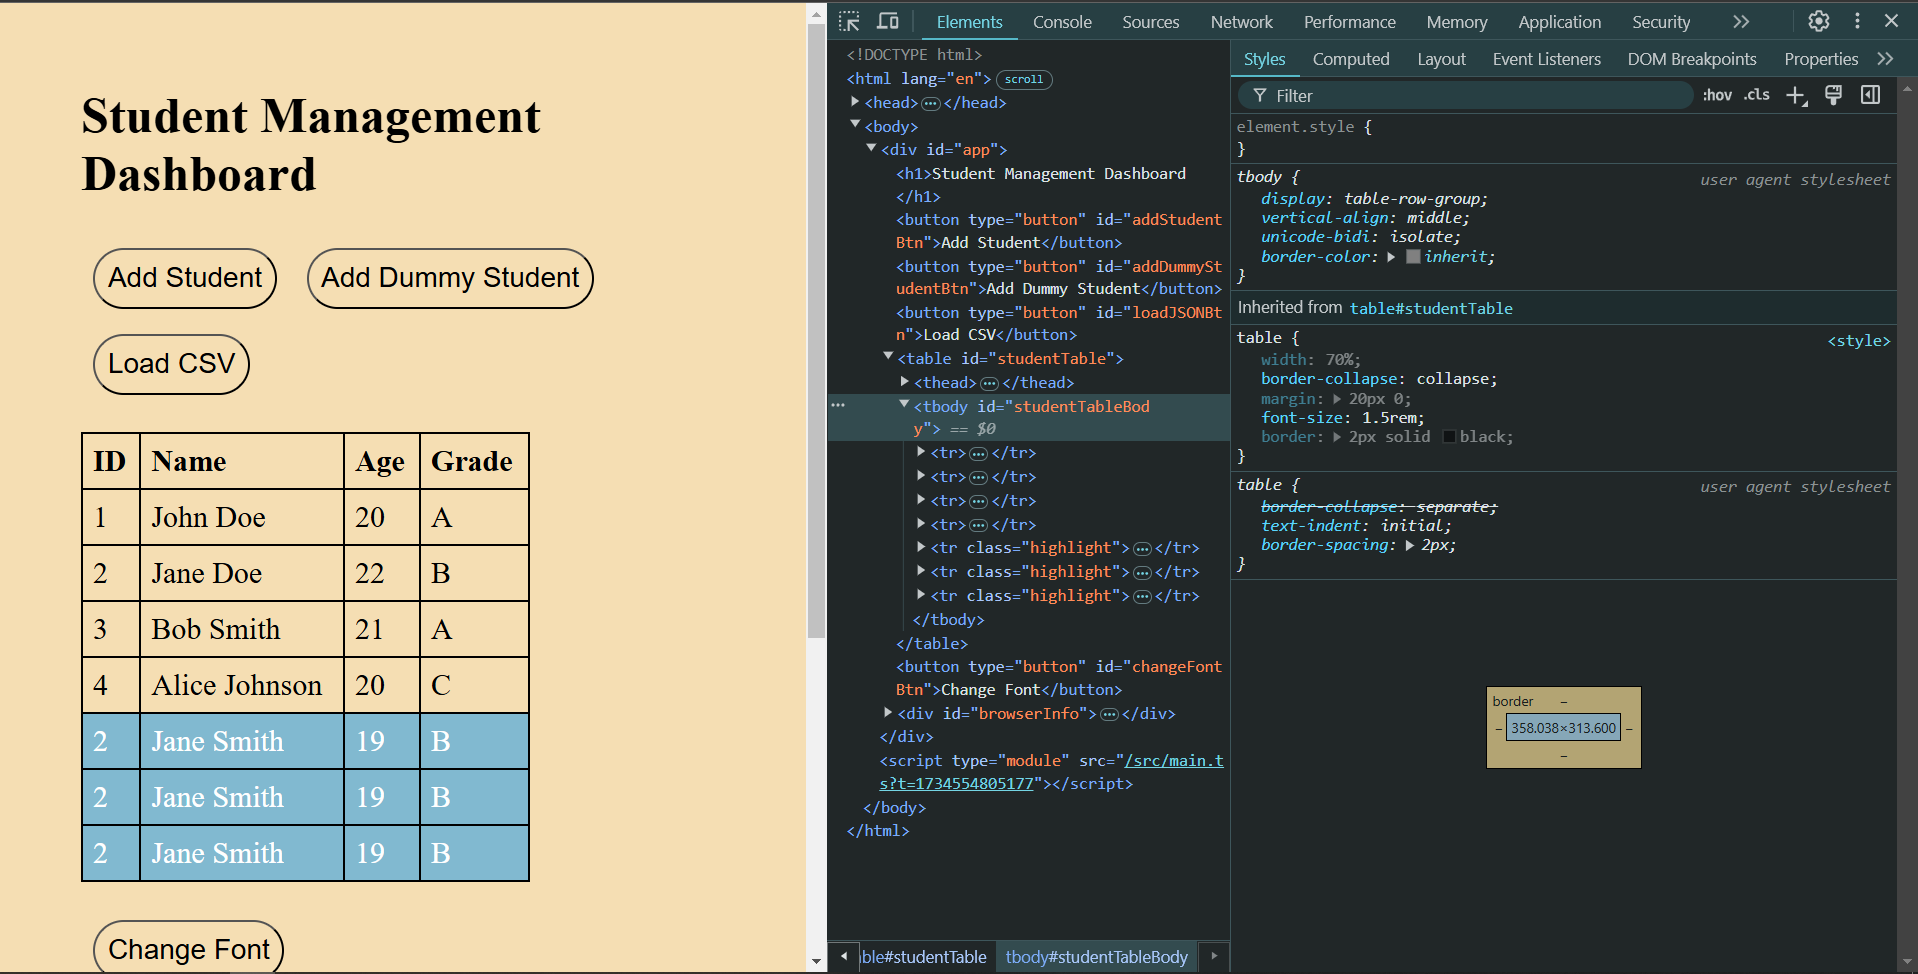 Student Management
Dashboard
Add Student
Add Dummy Student
Load CSV
ID Name Age Grade
1 John Doe 20 A
2 Jane Doe 22 B
3 Bob Smith 21 A
4 Alice Johnson 20 C
2 Jane Smith 19 B
2 Jane Smith 19 B
2 Jane Smith 19 B
Change Font
Elements Console Sources Network Performance Memory Application Security
<!DOCTYPE html>
<html lang="en"> scroll
<head>…</head>
<body>
<div id="app">
<h1>Student Management Dashboard
</h1>
<button type="button" id="addStudent
Btn">Add Student</button>
<button type="button" id="addDummySt
udentBtn">Add Dummy Student</button>
<button type="button" id="loadJSONBt
n">Load CSV</button>
<table id="studentTable">
<thead>…</thead>
<tbody id="studentTableBod
y"> == $0
<tr>…</tr>
<tr>…</tr>
<tr>…</tr>
<tr>…</tr>
<tr class="highlight">…</tr>
<tr class="highlight">…</tr>
<tr class="highlight">…</tr>
</tbody>
</table>
<button type="button" id="changeFont
Btn">Change Font</button>
<div id="browserInfo">…</div>
</div>
<script type="module" src="/src/main.t
s?t=1734554805177"></script>
</body>
</html>
ble#studentTable tbody#studentTableBody
Styles Computed Layout Event Listeners DOM Breakpoints Properties
Filter :hov .cls
element.style {
}
tbody { user agent stylesheet
display: table-row-group;
vertical-align: middle;
unicode-bidi: isolate;
border-color: inherit;
}
Inherited from table#studentTable
table { <style>
width: 70%;
border-collapse: collapse;
margin: 20px 0;
font-size: 1.5rem;
border: 2px solid black;
}
table { user agent stylesheet
border-collapse: separate;
text-indent: initial;
border-spacing: 2px;
}
border –
– 358.038×313.600 –
–